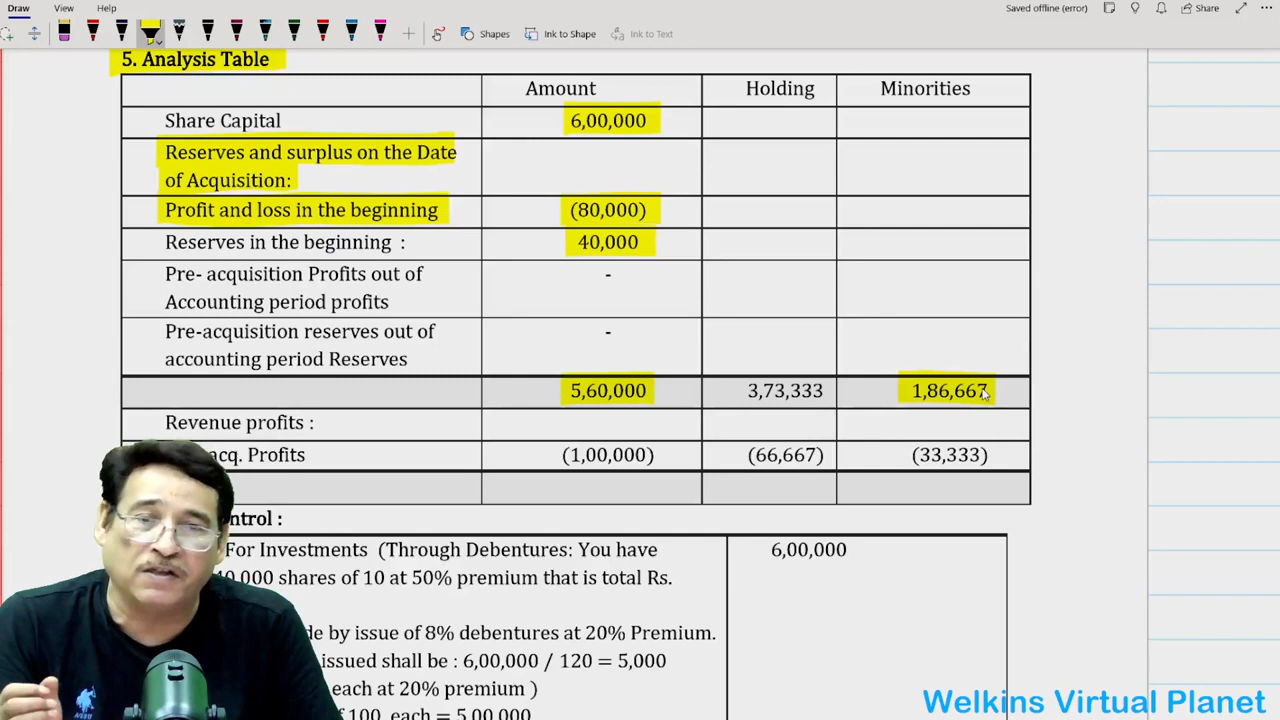 Draw View Help Saved offline (error) Share
Shapes Ink to Shape Ink to Text
5. Analysis Table
Amount Holding Minorities
Share Capital 6,00,000
Reserves and surplus on the Date
of Acquisition:
Profit and loss in the beginning (80,000)
Reserves in the beginning : 40,000
Pre- acquisition Profits out of -
Accounting period profits
Pre-acquisition reserves out of -
accounting period Reserves
5,60,000 3,73,333 1,86,667
Revenue profits :
acq. Profits (1,00,000) (66,667) (33,333)
For Investments (Through Debentures: You have 6,00,000
shares of 10 at 50% premium that is total Rs.
by issue of 8% debentures at 20% Premium.
issued shall be : 6,00,000 / 120 = 5,000
each at 20% premium )
of 100, each = 5,00,000
Welkins Virtual Planet